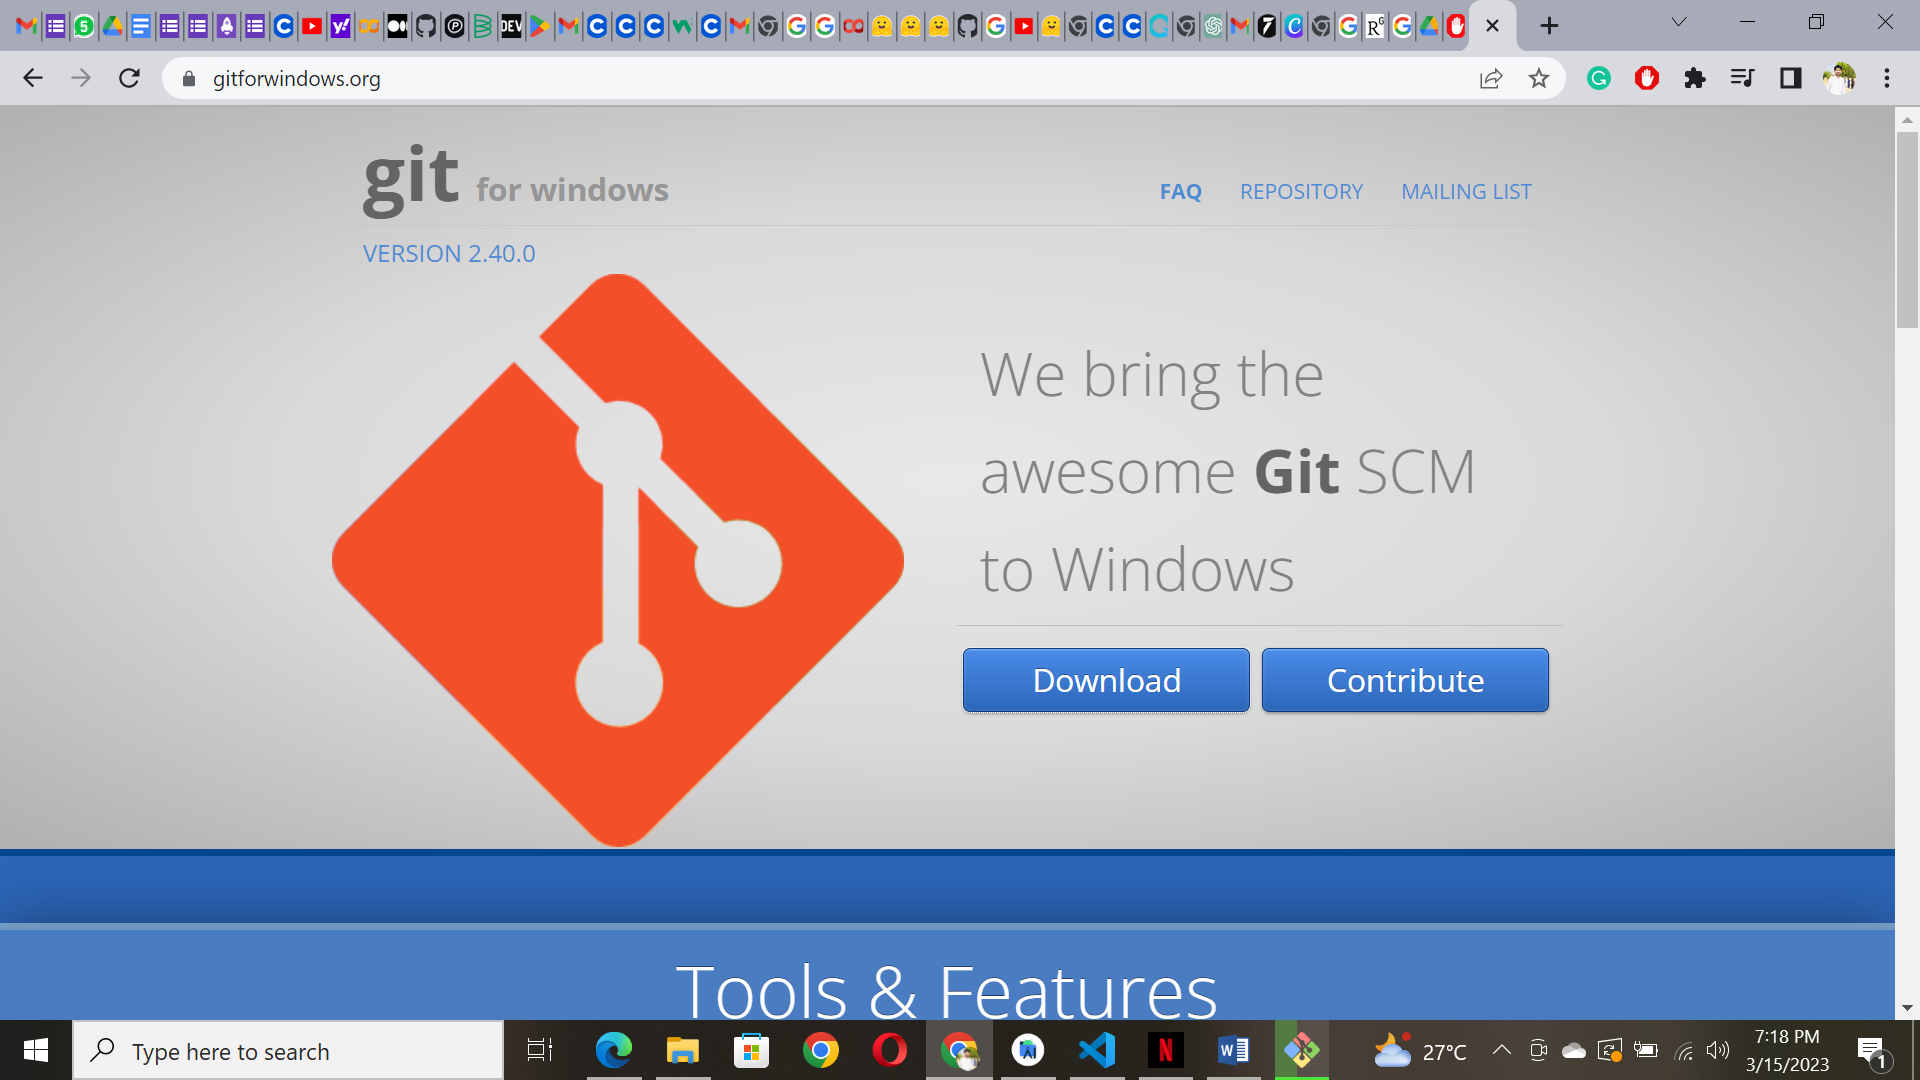 gitforwindows.org
git for windows
FAQ REPOSITORY MAILING LIST
VERSION 2.40.0
We bring the
awesome Git SCM
to Windows
Download Contribute
Tools & Features
Type here to search
27°C
7:18 PM
3/15/2023
1